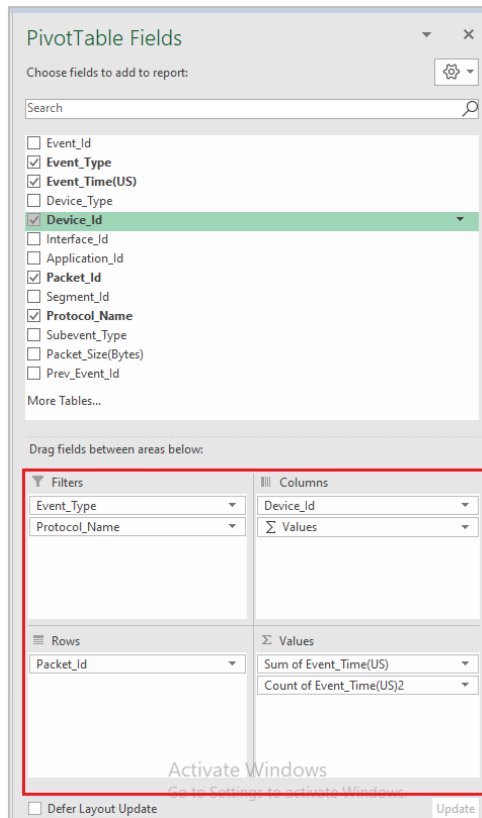 PivotTable Fields
Choose fields to add to report:
Search
Event_Id
Event_Type
Event_Time(US)
Device_Type
Device_Id
Interface_Id
Application_Id
Packet_Id
Segment_Id
Protocol_Name
Subevent_Type
Packet_Size(Bytes)
Prev_Event_Id
More Tables...
Drag fields between areas below:
Filters
Event_Type
Protocol_Name
Columns
Device_Id
Σ Values
Rows
Packet_Id
Σ Values
Sum of Event_Time(US)
Count of Event_Time(US)2
Activate Windows
Go to Settings to activate Windows.
Defer Layout Update
Update